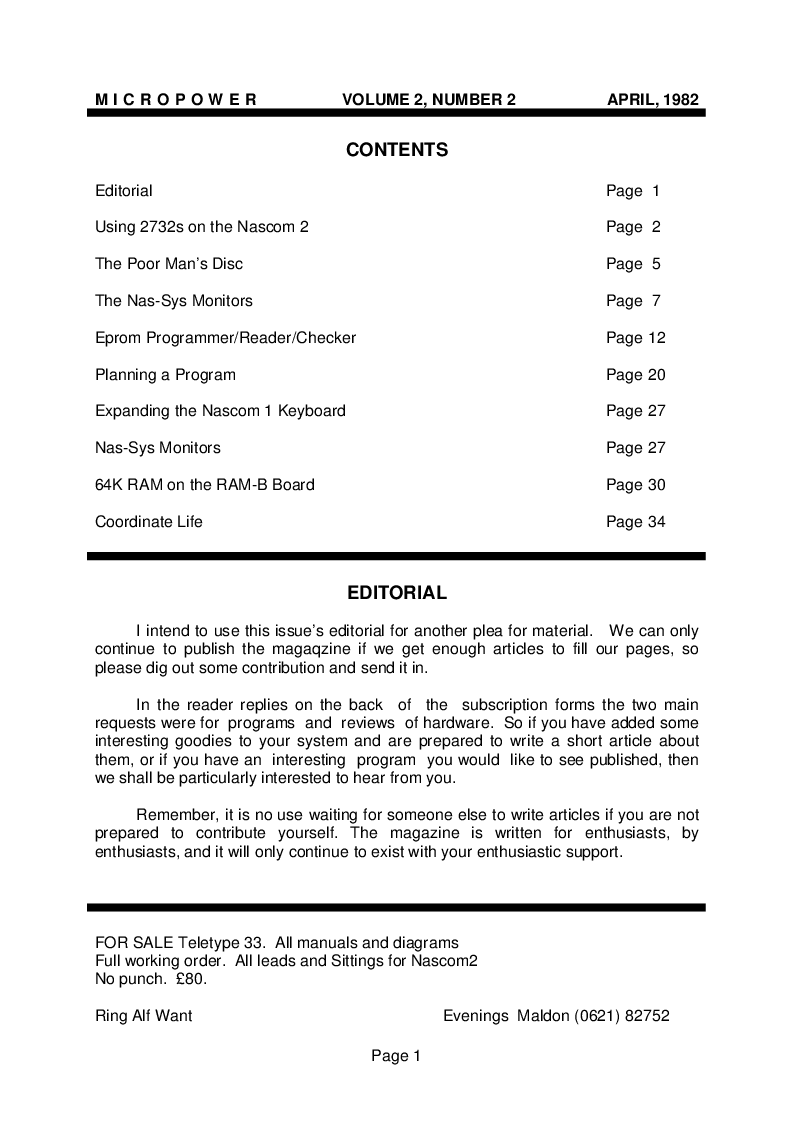 M I C R O P O W E R VOLUME 2, NUMBER 2 APRIL, 1982
CONTENTS
Editorial Page 1
Using 2732s on the Nascom 2 Page 2
The Poor Man’s Disc Page 5
The Nas-Sys Monitors Page 7
Eprom Programmer/Reader/Checker Page 12
Planning a Program Page 20
Expanding the Nascom 1 Keyboard Page 27
Nas-Sys Monitors Page 27
64K RAM on the RAM-B Board Page 30
Coordinate Life Page 34
EDITORIAL
I intend to use this issue’s editorial for another plea for material. We can only
continue to publish the magaqzine if we get enough articles to fill our pages, so
please dig out some contribution and send it in.
In the reader replies on the back of the subscription forms the two main
requests were for programs and reviews of hardware. So if you have added some
interesting goodies to your system and are prepared to write a short article about
them, or if you have an interesting program you would like to see published, then
we shall be particularly interested to hear from you.
Remember, it is no use waiting for someone else to write articles if you are not
prepared to contribute yourself. The magazine is written for enthusiasts, by
enthusiasts, and it will only continue to exist with your enthusiastic support.
FOR SALE Teletype 33. All manuals and diagrams
Full working order. All leads and Sittings for Nascom2
No punch. £80.
Ring Alf Want Evenings Maldon (0621) 82752
Page 1